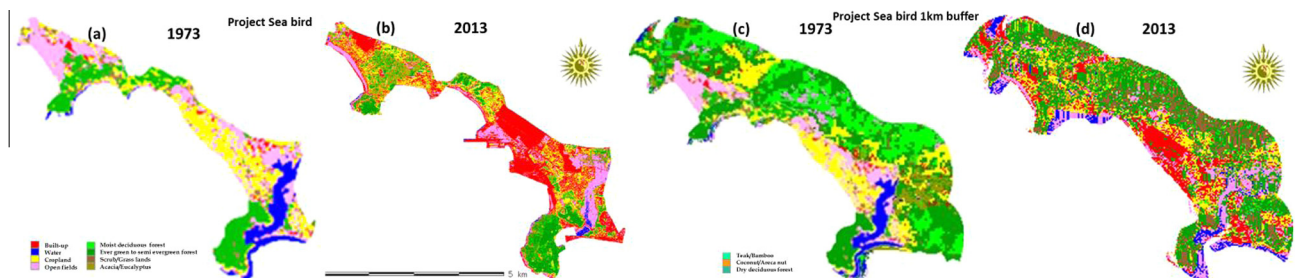 Project Sea bird
(a) 1973
(b) 2013
Project Sea bird 1km buffer
(c) 1973
(d) 2013
Built-up
Water
Cropland
Open fields
Moist deciduous forest
Ever green to semi evergreen forest
Scrub/Grass lands
Acacia/Eucalyptus
5 km
Teak/Bamboo
Coconut/Areca nut
Dry deciduous forest